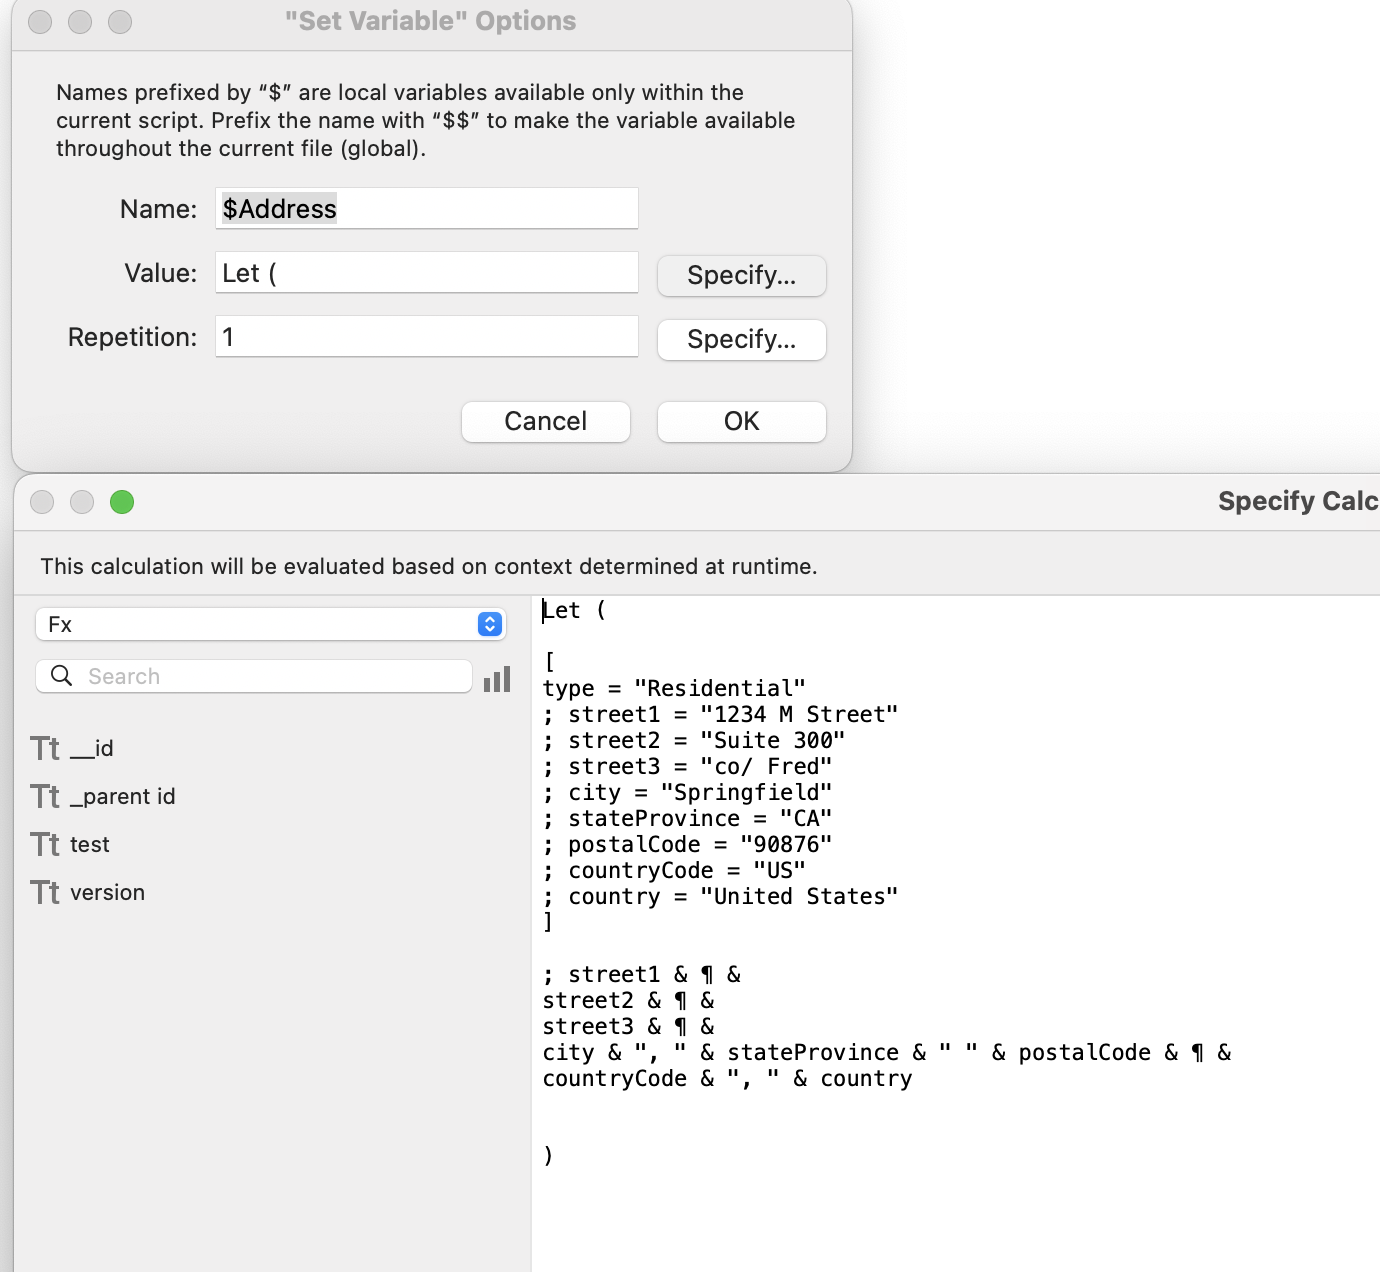 "Set Variable" Options
Names prefixed by “$” are local variables available only within the
current script. Prefix the name with “$$” to make the variable available
throughout the current file (global).
Name: $Address
Value: Let ( Specify...
Repetition: 1 Specify...
Cancel OK
Specify Calc
This calculation will be evaluated based on context determined at runtime.
Fx
Search
Tt __id
Tt _parent id
Tt test
Tt version
Let (
[
type = "Residential"
; street1 = "1234 M Street"
; street2 = "Suite 300"
; street3 = "co/ Fred"
; city = "Springfield"
; stateProvince = "CA"
; postalCode = "90876"
; countryCode = "US"
; country = "United States"
]
; street1 & ¶ &
street2 & ¶ &
street3 & ¶ &
city & ", " & stateProvince & " " & postalCode & ¶ &
countryCode & ", " & country
)